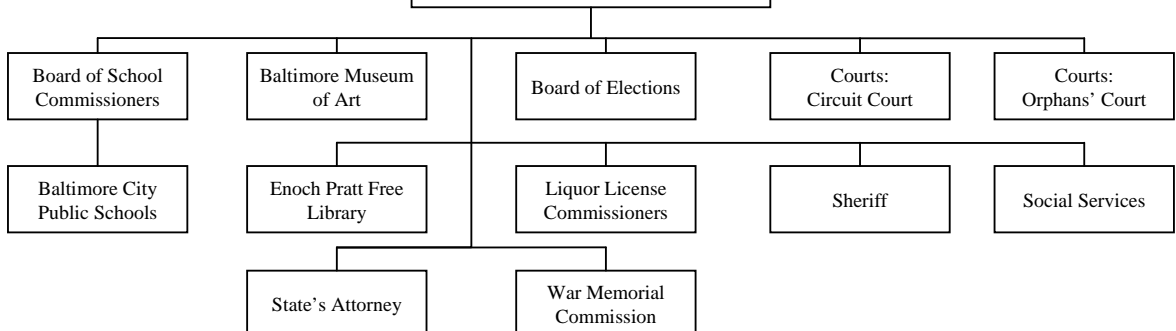 Board of School
Commissioners
Baltimore Museum
of Art
Board of Elections
Courts:
Circuit Court
Courts:
Orphans’ Court
Baltimore City
Public Schools
Enoch Pratt Free
Library
Liquor License
Commissioners
Sheriff
Social Services
State’s Attorney
War Memorial
Commission